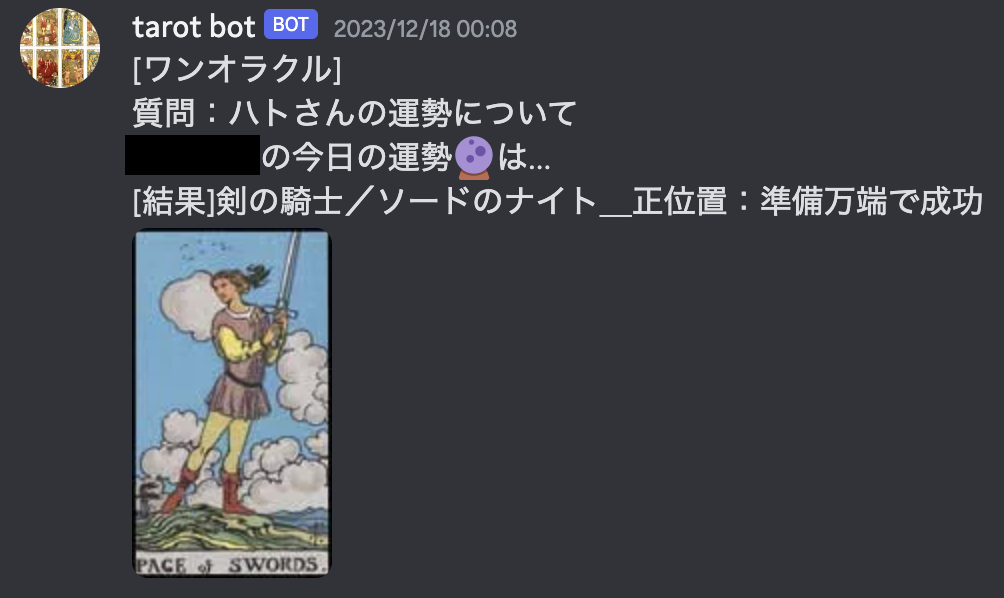 tarot bot BOT 2023/12/18 00:08
[ワンオラクル]
質問：ハトさんの運勢について
の今日の運勢🔮は...
[結果]剣の騎士／ソードのナイト＿正位置：準備万端で成功
PAGE of SWORDS.